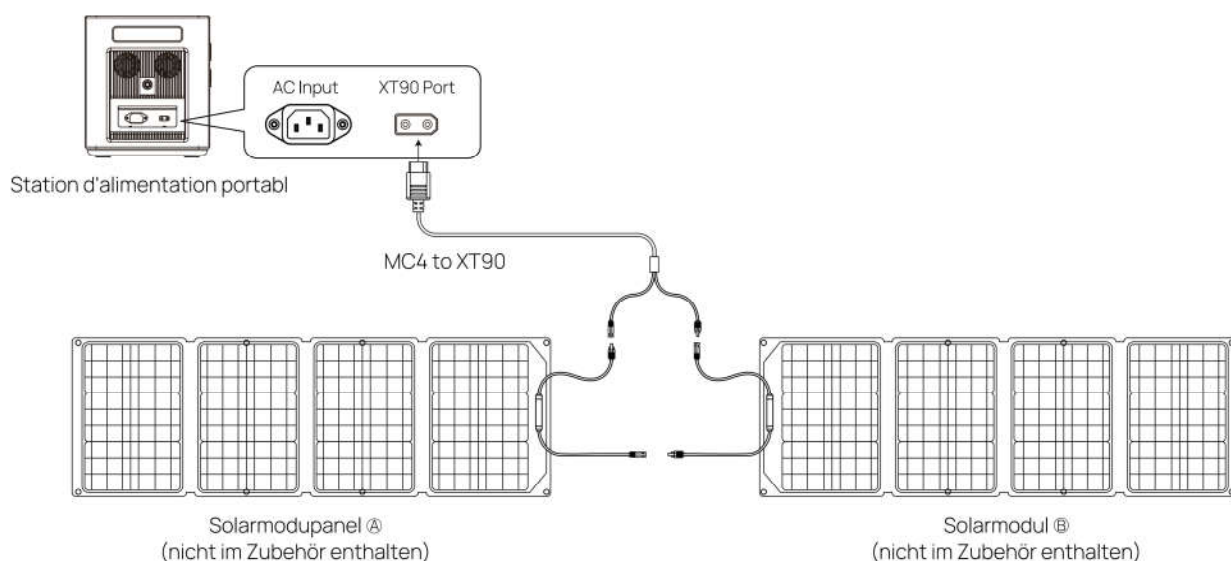 AC Input
XT90 Port
Station d'alimentation portabl
MC4 to XT90
Solarmodupanel Ⓐ
(nicht im Zubehör enthalten)
Solarmodul Ⓑ
(nicht im Zubehör enthalten)